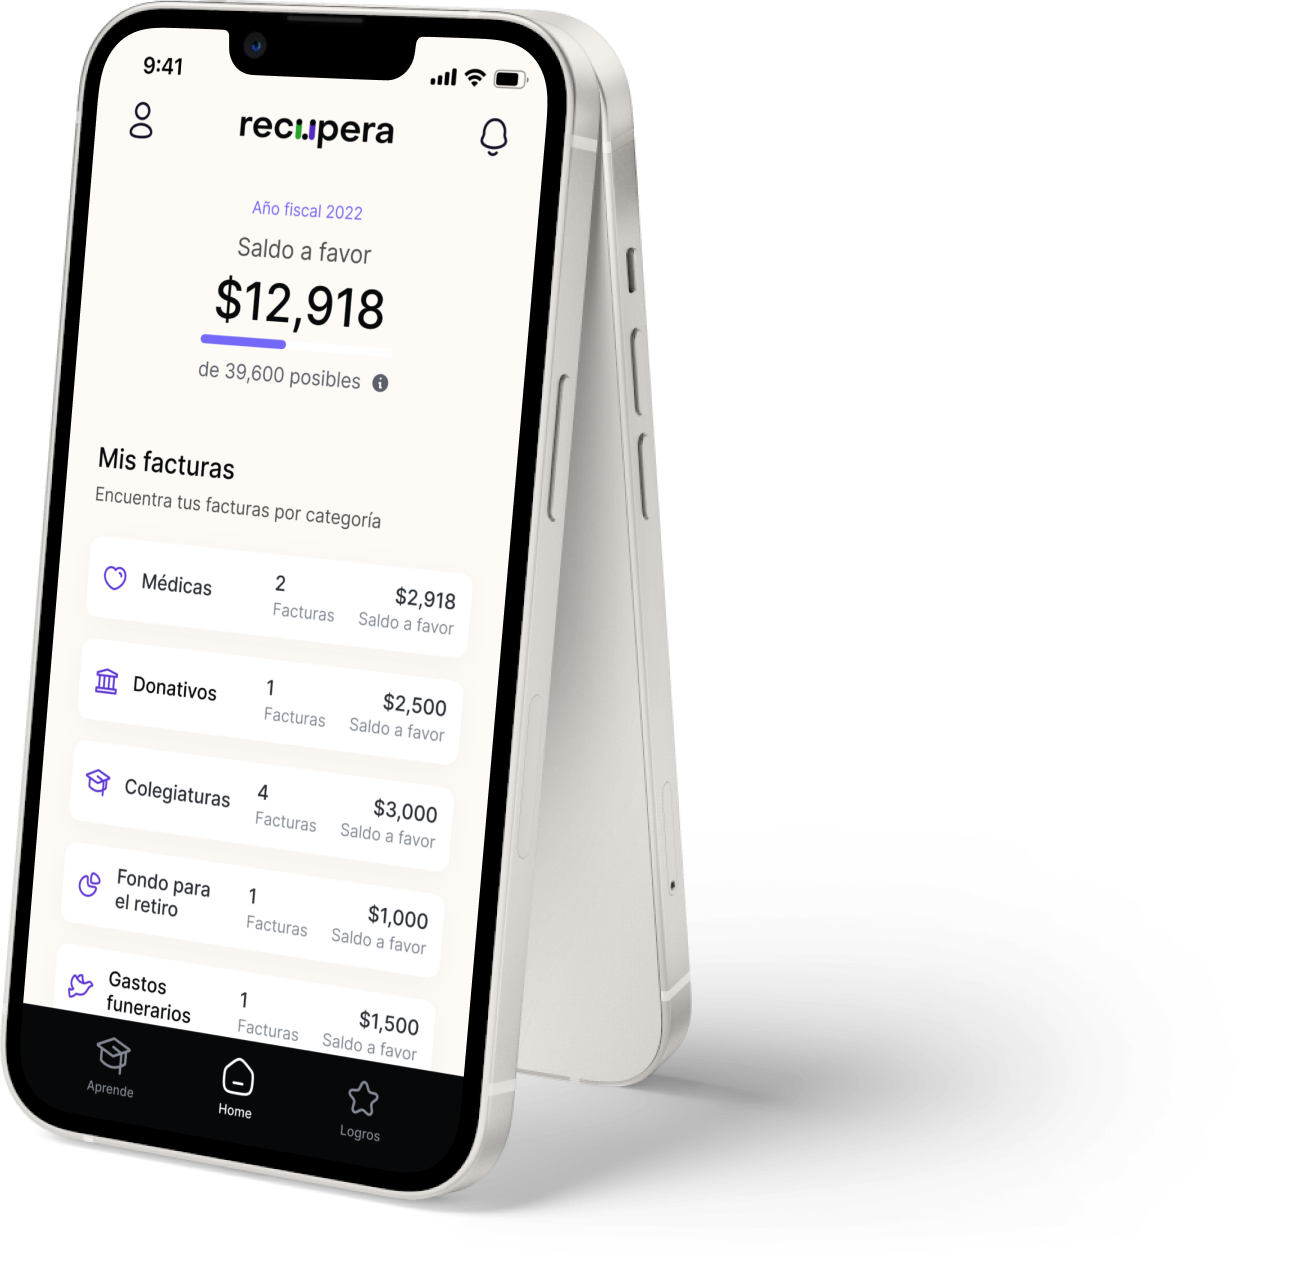 9:41
recupera
Año fiscal 2022
Saldo a favor
$12,918
de 39,600 posibles
Mis facturas
Encuentra tus facturas por categoría
Médicas
2
Facturas
$2,918
Saldo a favor
Donativos
1
Facturas
$2,500
Saldo a favor
Colegiaturas
4
Facturas
$3,000
Saldo a favor
Fondo para
el retiro
1
Facturas
$1,000
Saldo a favor
Gastos
funerarios
1
Facturas
$1,500
Saldo a favor
Aprende
Home
Logros